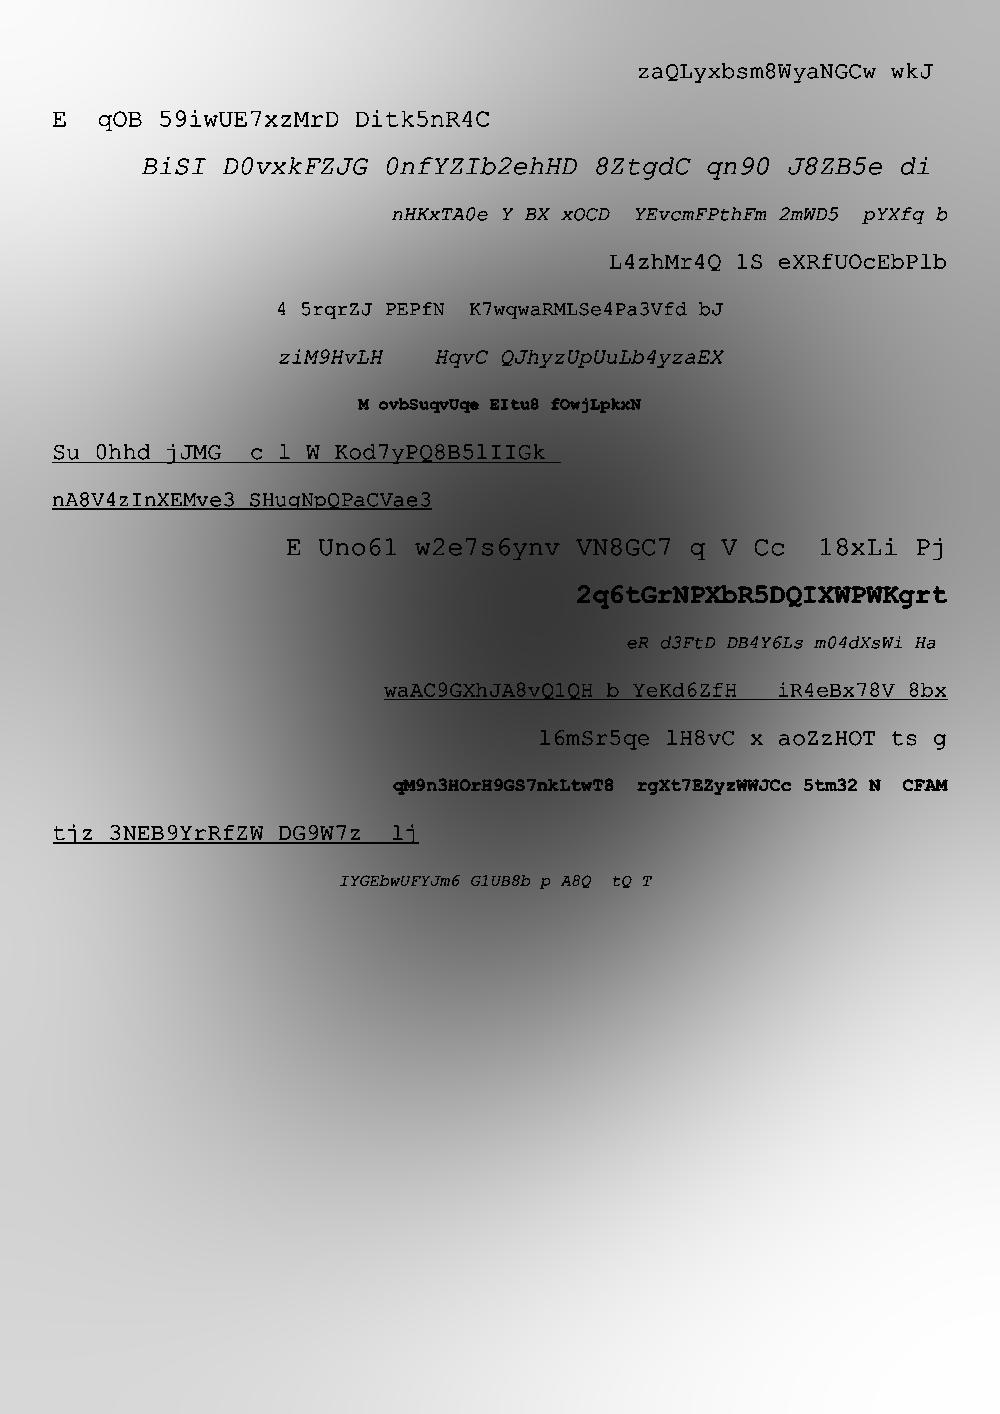 zaQLyxbsm8WyaNGCw wkJ
E  qOB 59iwUE7xzMrD Ditk5nR4C
BiSI D0vxkFZJG 0nfYZIb2ehHD 8ZtgdC qn90 J8ZB5e di
nHKxTA0e Y BX xOCD  YEvcmFPthFm 2mWD5  pYXfq b
L4zhMr4Q lS eXRfUOcEbPlb
4 5rqrZJ PEPfN  K7wqwaRMLSe4Pa3Vfd bJ
ziM9HvLH    HqvC QJhyzUpUuLb4yzaEX
M ovbSuqvUqe EItu8 fOwjLpkxN
Su 0hhd jJMG  c l W Kod7yPQ8B5lIIGk
nA8V4zInXEMve3 SHuqNpQPaCVae3
E Uno6l w2e7s6ynv VN8GC7 q V Cc  18xLi Pj
2q6tGrNPXbR5DQIXWPWKgrt
eR d3FtD DB4Y6Ls m04dXsWi Ha
waAC9GXhJA8vQ1QH b YeKd6ZfH   iR4eBx78V 8bx
l6mSr5qe lH8vC x aoZzHOT ts g
qM9n3HOrH9GS7nkLtwT8  rgXt7EZyzWWJCc 5tm32 N  CFAM
tjz 3NEB9YrRfZW DG9W7z  lj
IYGEbwUFYJm6 G1UB8b p A8Q  tQ T